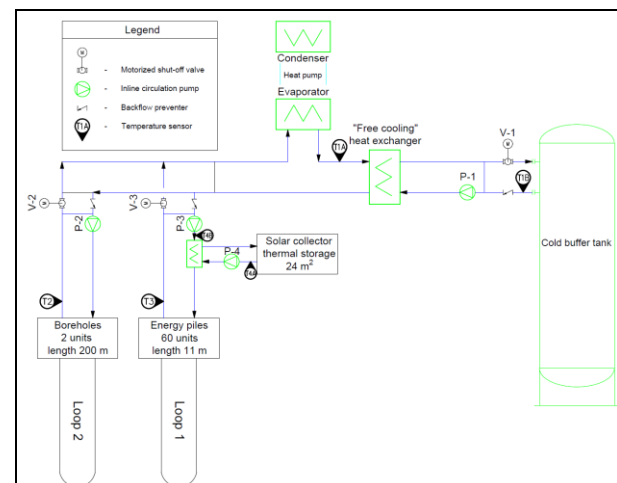 Legend
M
- Motorized shut-off valve
- Inline circulation pump
- Backflow preventer
T1A - Temperature sensor
Condenser
Heat pump
Evaporator
T1A
"Free cooling"
heat exchanger
V-1
M
P-1
T1B
Cold buffer tank
V-2
M
P-2
V-3
M
P-3
T4B
P-4
T4A
Solar collector
thermal storage
24 m²
T2
T3
Boreholes
2 units
length 200 m
Energy piles
60 units
length 11 m
Loop 2
Loop 1